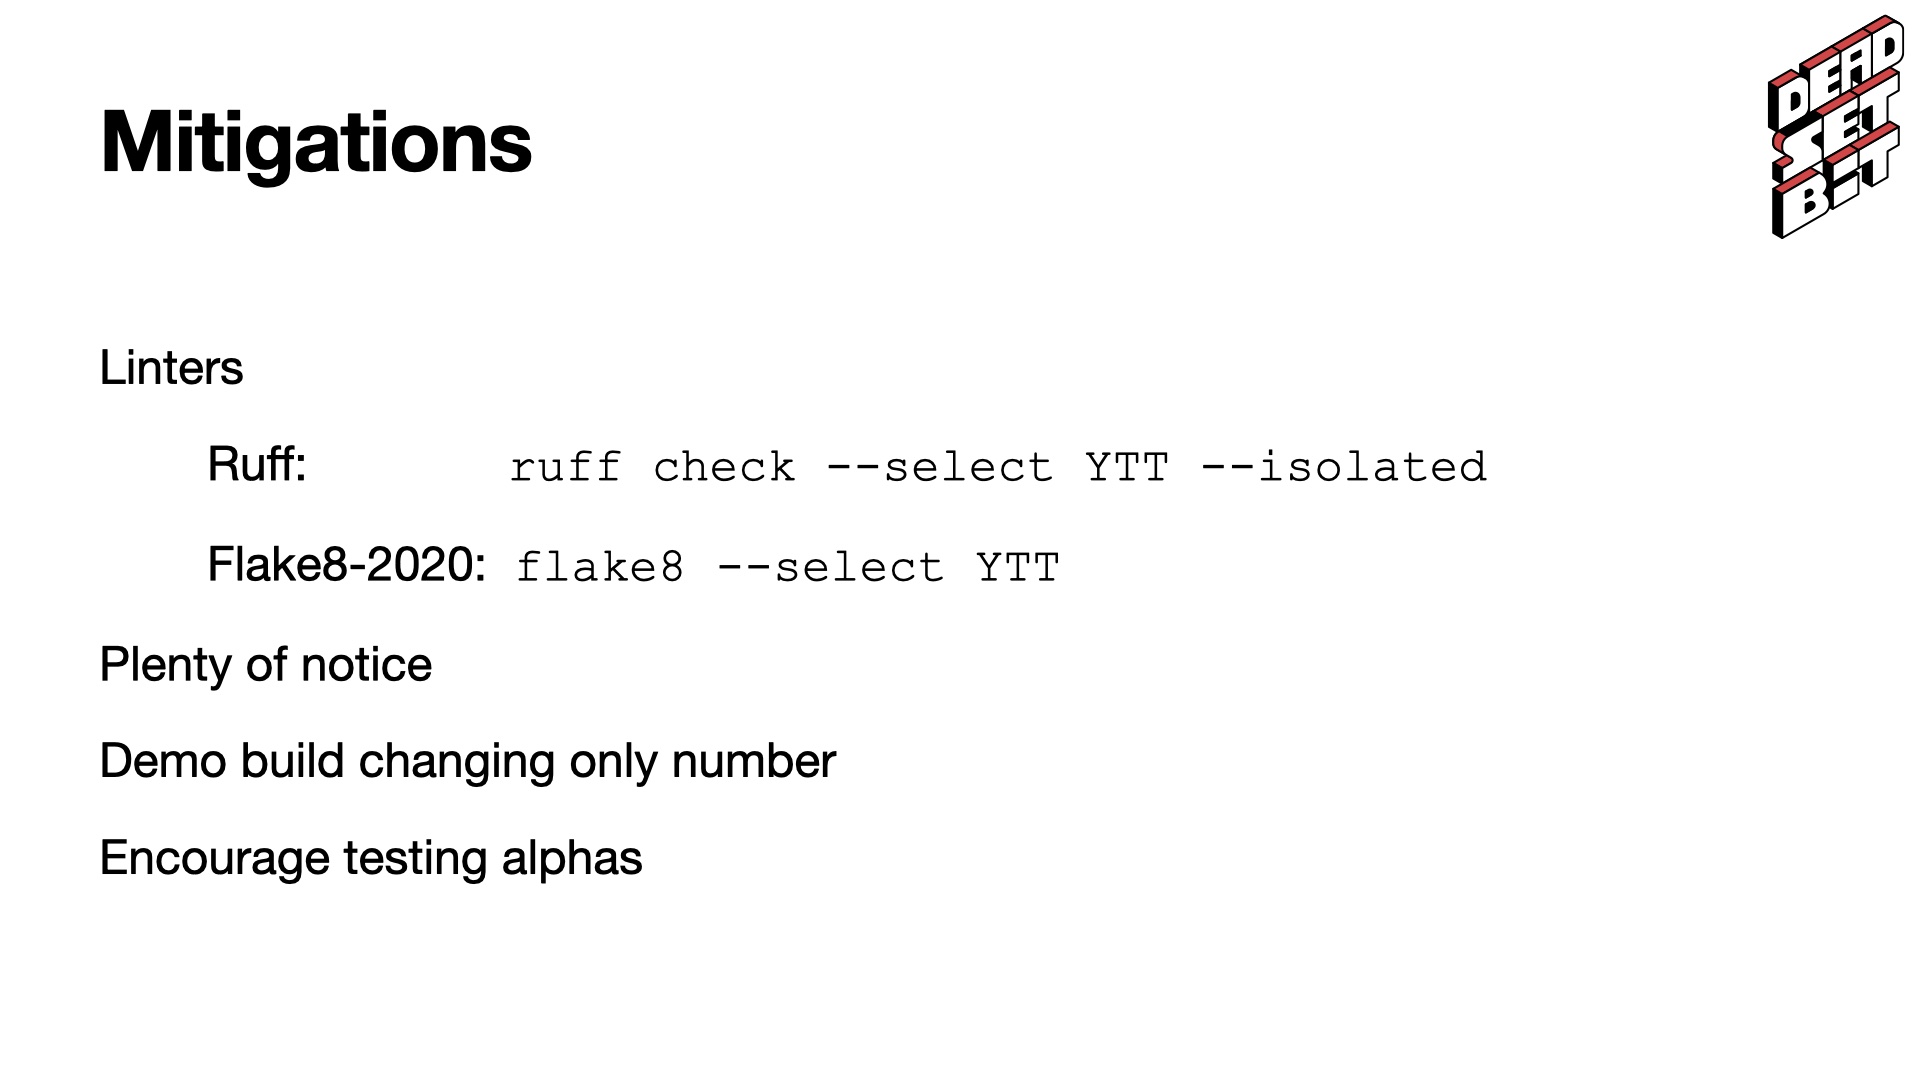 Mitigations
DEAD
SET
BiT
Linters
Ruff: ruff check --select YTT --isolated
Flake8-2020: flake8 --select YTT
Plenty of notice
Demo build changing only number
Encourage testing alphas